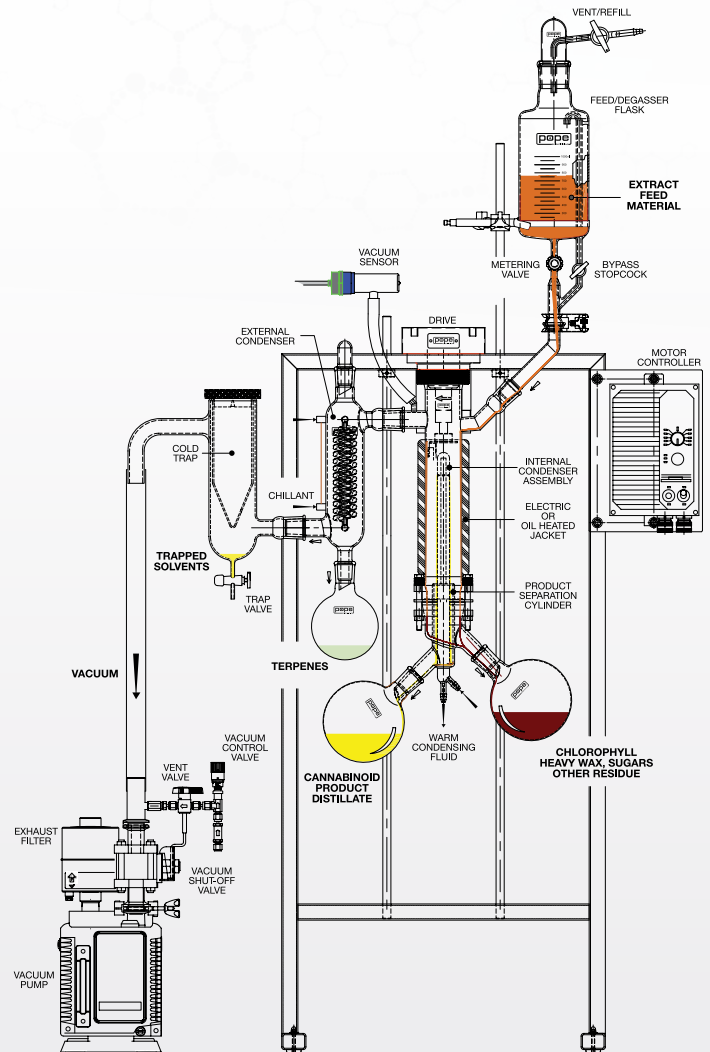 VENT/REFILL
FEED/DEGASSER
FLASK
pope
EXTRACT
FEED
MATERIAL
VACUUM
SENSOR
METERING
VALVE
BYPASS
STOPCOCK
DRIVE
pope
EXTERNAL
CONDENSER
MOTOR
CONTROLLER
COLD
TRAP
INTERNAL
CONDENSER
ASSEMBLY
CHILLANT
ELECTRIC
OR
OIL HEATED
JACKET
TRAPPED
SOLVENTS
TRAP
VALVE
PRODUCT
SEPARATION
CYLINDER
pope
TERPENES
VACUUM
pope
pope
WARM
CONDENSING
FLUID
CANNABINOID
PRODUCT
DISTILLATE
CHLOROPHYLL
HEAVY WAX, SUGARS
OTHER RESIDUE
VACUUM
CONTROL
VALVE
VENT
VALVE
EXHAUST
FILTER
VACUUM
SHUT-OFF
VALVE
VACUUM
PUMP